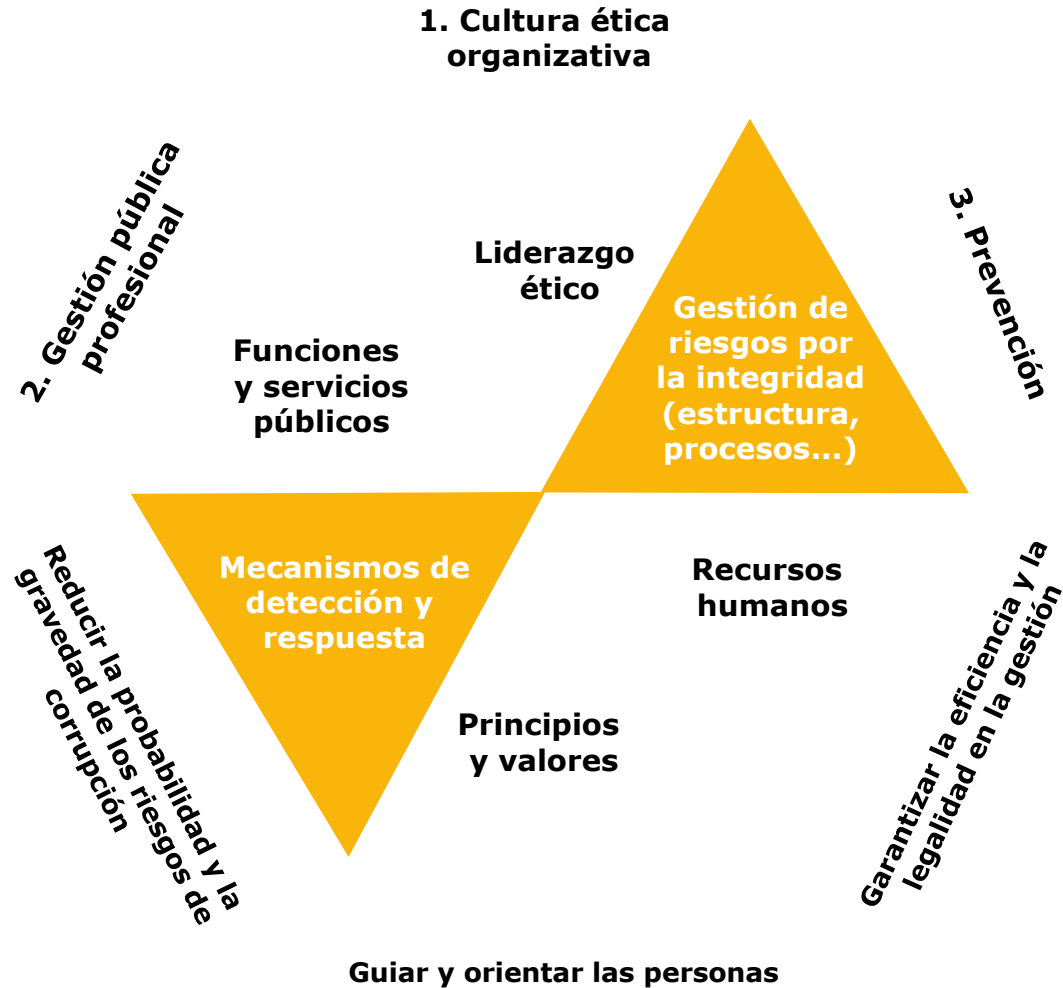 1. Cultura ética
organizativa
2. Gestión pública
profesional
3. Prevención
Liderazgo
ético
Gestión de
riesgos por
la integridad
(estructura,
procesos...)
Funciones
y servicios
públicos
Mecanismos de
detección y
respuesta
Recursos
humanos
Principios
y valores
Reducir la probabilidad y la
gravedad de los riesgos de
corrupción
Garantizar la eficiencia y la
legalidad en la gestión
Guiar y orientar las personas